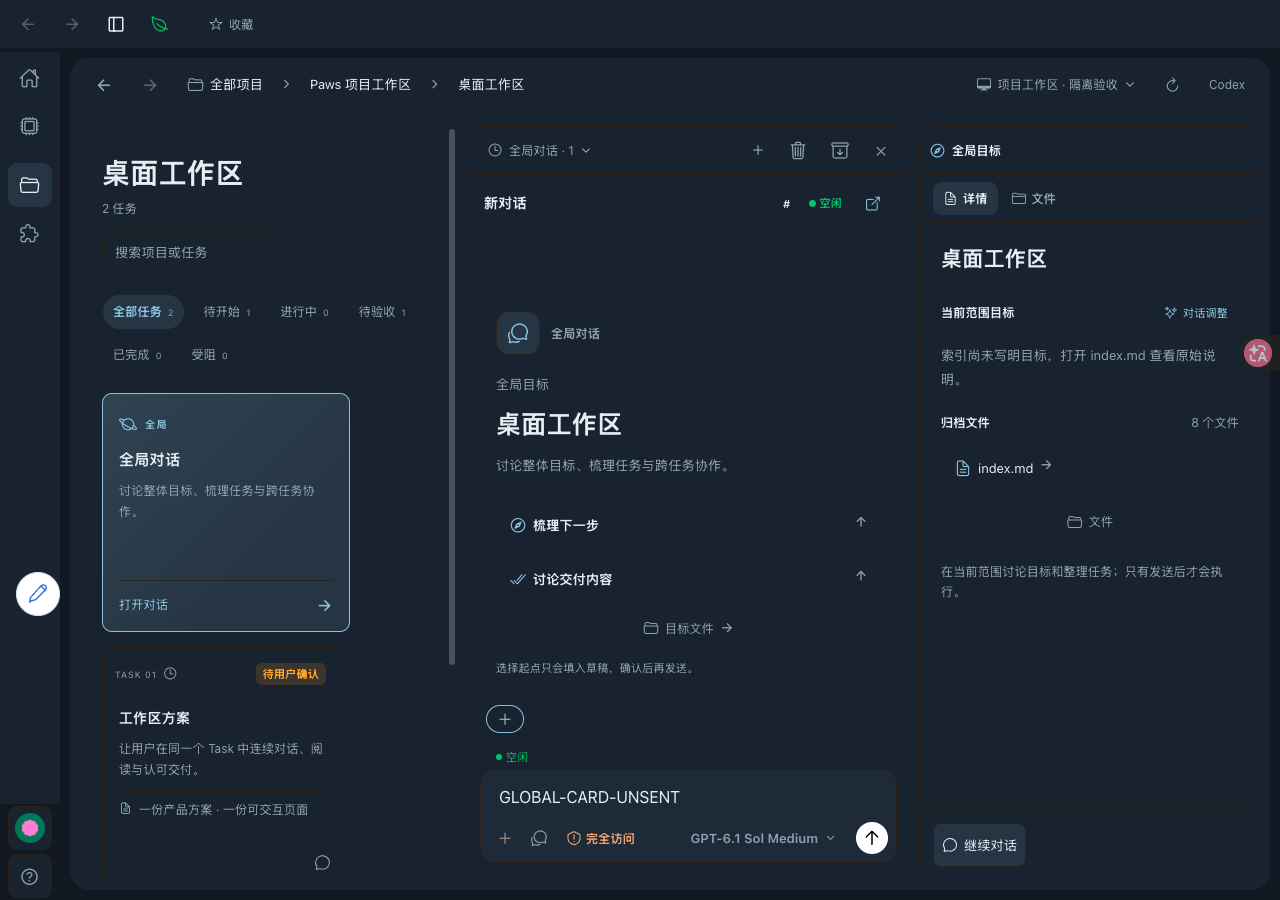 收藏
全部项目
Paws 项目工作区
桌面工作区
项目工作区 · 隔离验收
Codex
桌面工作区
2 任务
搜索项目或任务
全部任务 2
待开始 1
进行中 0
待验收 1
已完成 0
受阻 0
全局
全局对话
讨论整体目标、梳理任务与跨任务协
作。
打开对话
TASK 01
待用户确认
工作区方案
让用户在同一个 Task 中连续对话、阅
读与认可交付。
一份产品方案 · 一份可交互页面
全局对话 · 1
新对话
#
空闲
全局对话
全局目标
桌面工作区
讨论整体目标、梳理任务与跨任务协作。
梳理下一步
讨论交付内容
目标文件
选择起点只会填入草稿，确认后再发送。
空闲
GLOBAL-CARD-UNSENT
完全访问
GPT-6.1 Sol Medium
全局目标
详情
文件
桌面工作区
当前范围目标
对话调整
索引尚未写明目标，打开 index.md 查看原始说
明。
归档文件
8 个文件
index.md
文件
在当前范围讨论目标和整理任务；只有发送后才会执
行。
继续对话